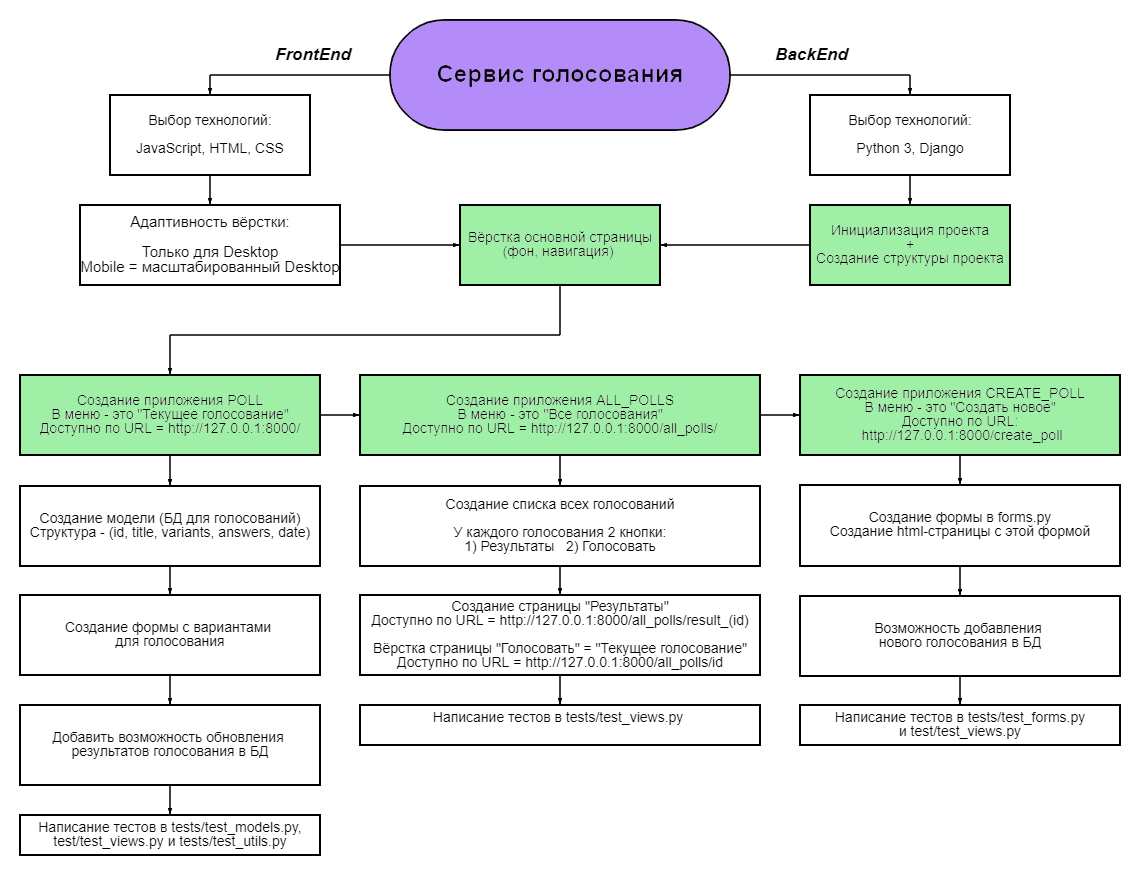 FrontEnd
BackEnd
Сервис голосования
Выбор технологий:
JavaScript, HTML, CSS
Выбор технологий:
Python 3, Django
Адаптивность вёрстки:
Только для Desktop
Mobile = масштабированный Desktop
Вёрстка основной страницы
(фон, навигация)
Инициализация проекта
+
Создание структуры проекта
Создание приложения POLL
В меню - это "Текущее голосование"
Доступно по URL = http://127.0.0.1:8000/
Создание приложения ALL_POLLS
В меню - это "Все голосования"
Доступно по URL = http://127.0.0.1:8000/all_polls/
Создание приложения CREATE_POLL
В меню - это "Создать новое"
Доступно по URL:
http://127.0.0.1:8000/create_poll
Создание модели (БД для голосований)
Структура - (id, title, variants, answers, date)
Создание списка всех голосований
У каждого голосования 2 кнопки:
1) Результаты 2) Голосовать
Создание формы в forms.py
Создание html-страницы с этой формой
Создание формы с вариантами
для голосования
Создание страницы "Результаты"
Доступно по URL = http://127.0.0.1:8000/all_polls/result_(id)
Вёрстка страницы "Голосовать" = "Текущее голосование"
Доступно по URL = http://127.0.0.1:8000/all_polls/id
Возможность добавления
нового голосования в БД
Добавить возможность обновления
результатов голосования в БД
Написание тестов в tests/test_views.py
Написание тестов в tests/test_forms.py
и test/test_views.py
Написание тестов в tests/test_models.py,
test/test_views.py и tests/test_utils.py